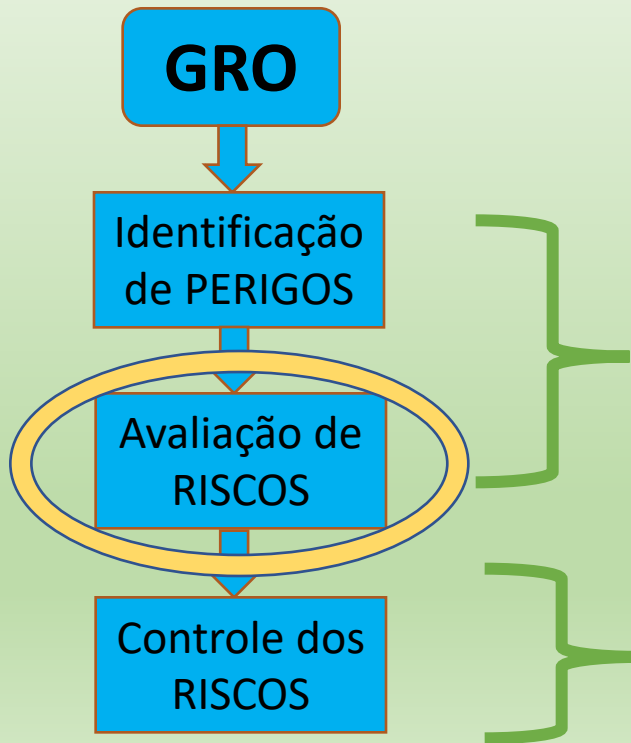 GRO
Identificação
de PERIGOS
Avaliação de
RISCOS
Controle dos
RISCOS